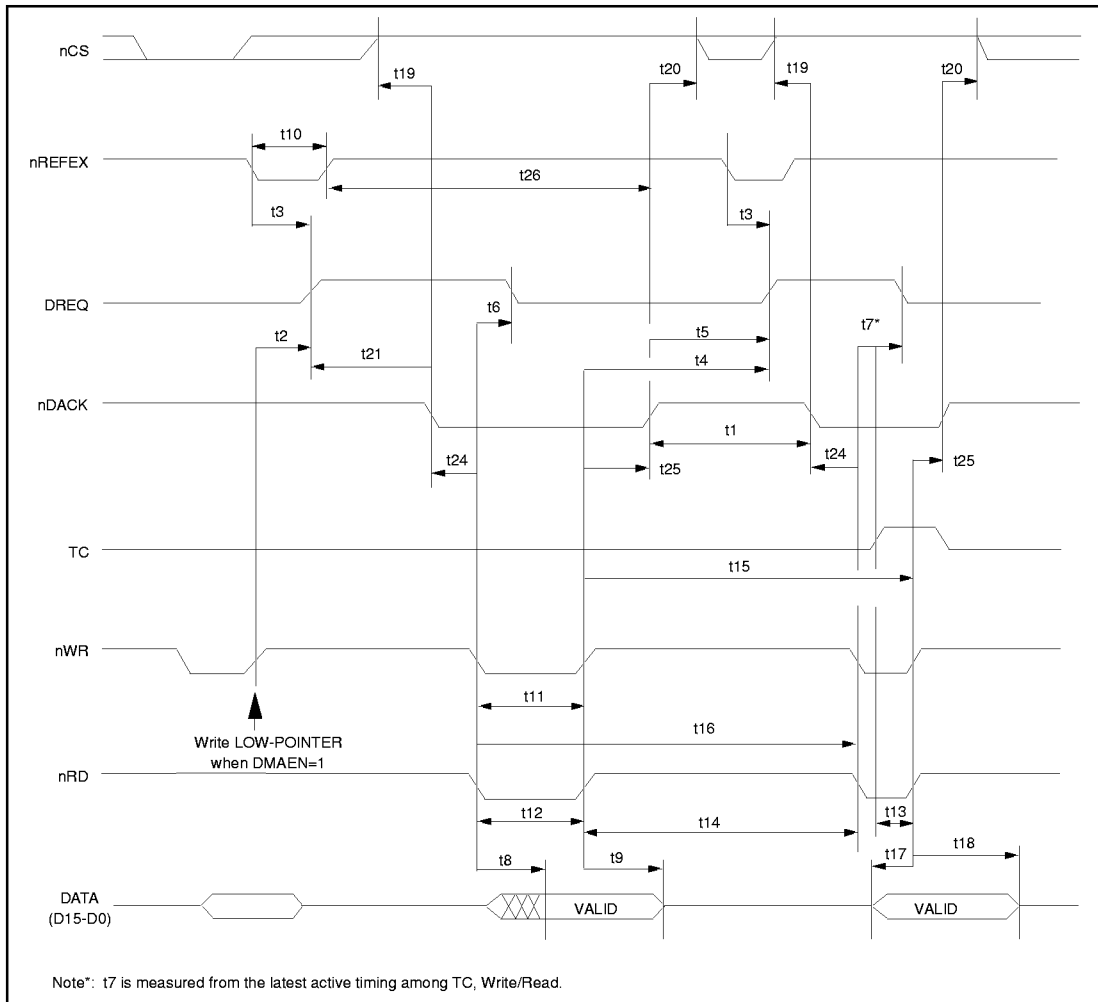 nCS
t19
t20
t19
t20
t10
nREFEX
t26
t3
t3
DREQ
t6
t7*
t2
t5
t21
t4
nDACK
t1
t24
t25
t24
t25
TC
t15
nWR
t11
t16
Write LOW-POINTER
when DMAEN=1
nRD
t12
t14
t13
t8
t9
t17
t18
DATA
(D15-D0)
VALID
VALID
Note*: t7 is measured from the latest active timing among TC, Write/Read.